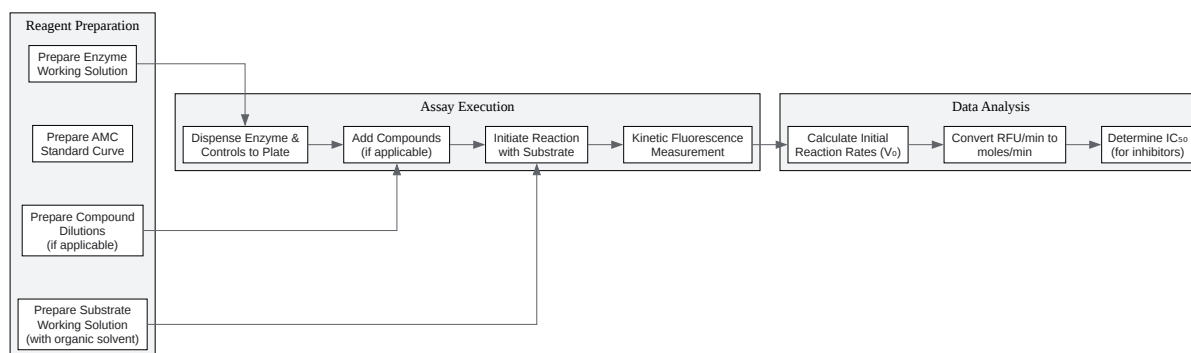 Reagent Preparation
Prepare Enzyme
Working Solution
Prepare AMC
Standard Curve
Prepare Compound
Dilutions
(if applicable)
Prepare Substrate
Working Solution
(with organic solvent)
Assay Execution
Dispense Enzyme &
Controls to Plate
Add Compounds
(if applicable)
Initiate Reaction
with Substrate
Kinetic Fluorescence
Measurement
Data Analysis
Calculate Initial
Reaction Rates (V₀)
Convert RFU/min to
moles/min
Determine IC₅₀
(for inhibitors)